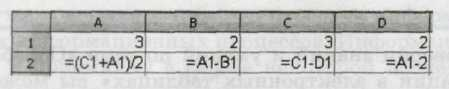 A B C D
1 3 2 3 2
2 =(C1+A1)/2 =A1-B1 =C1-D1 =A1-2